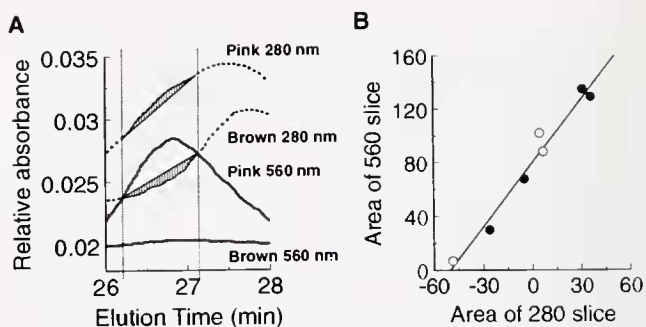 A
Relative absorbance
0.035
0.03
0.025
0.02
26
27
28
Elution Time (min)
Pink 280 nm
Brown 280 nm
Pink 560 nm
Brown 560 nm
B
Area of 560 slice
160
120
80
40
0
-60
-30
0
30
60
Area of 280 slice